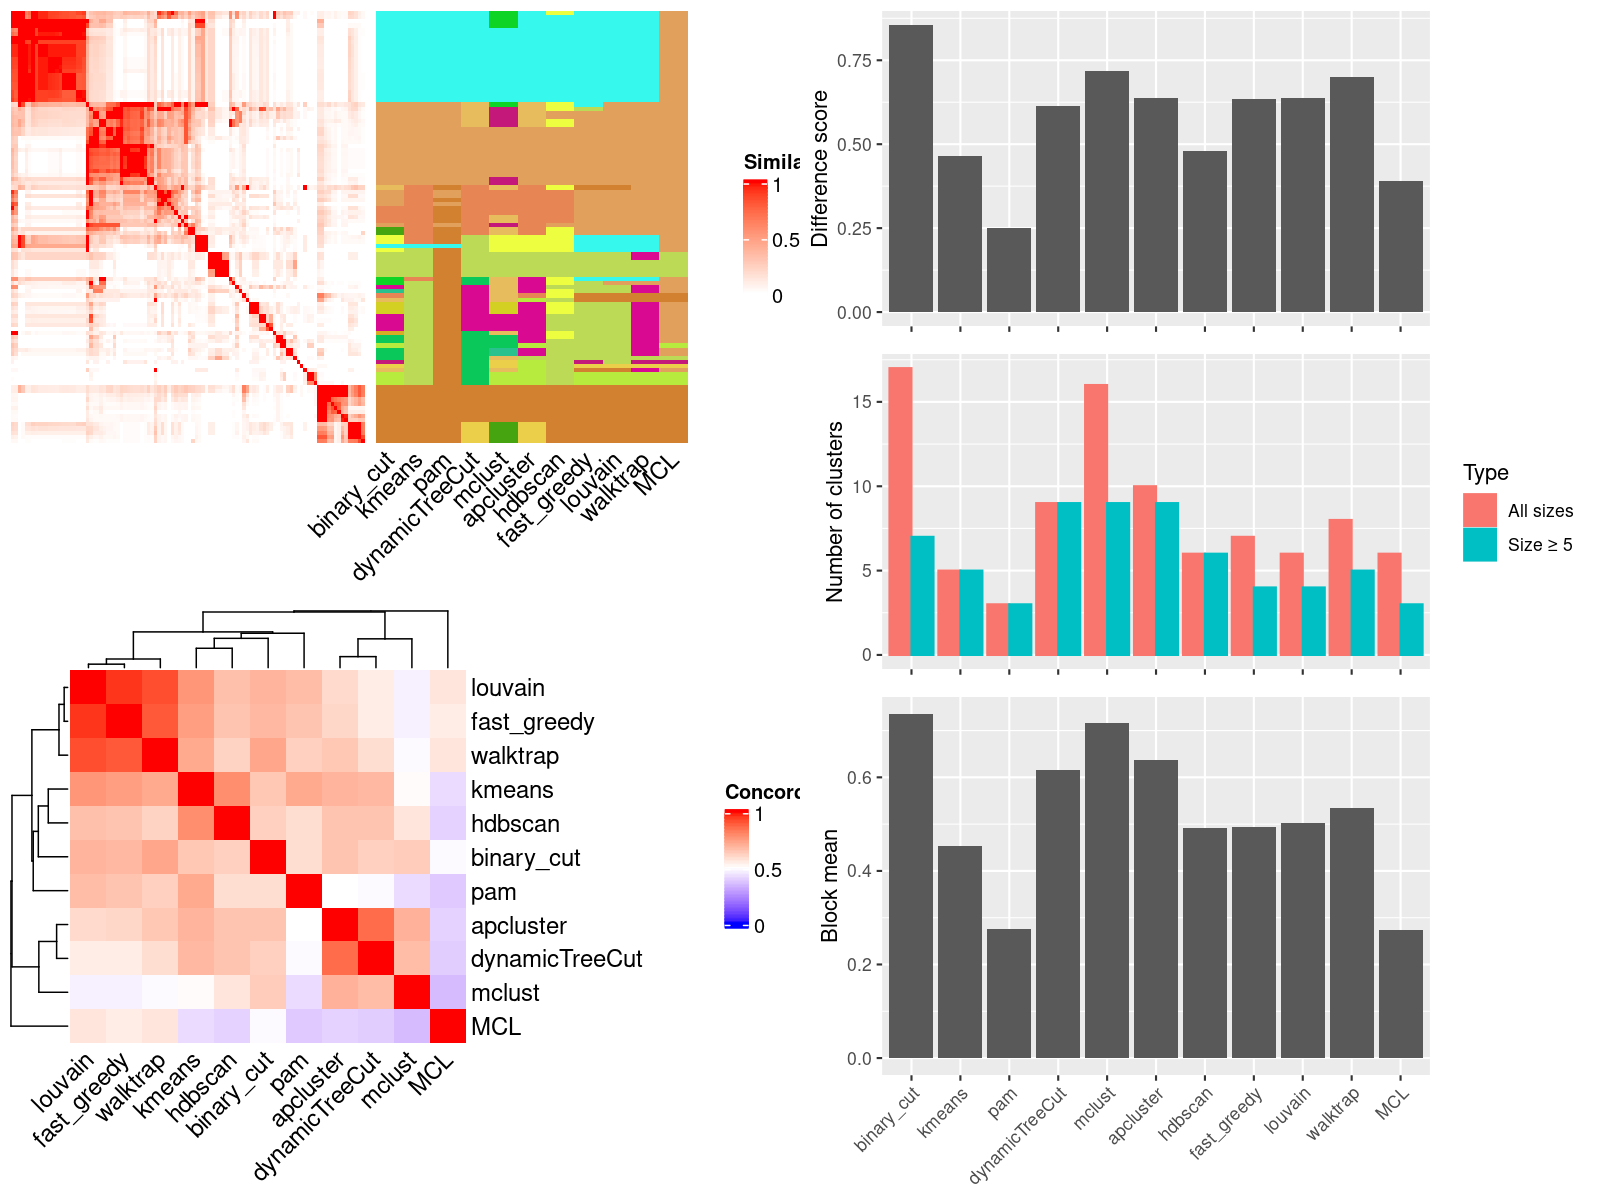 Simila
1
0.5
0
binary_cut
kmeans
pam
dynamicTreeCut
mclust
apcluster
hdbscan
fast_greedy
louvain
walktrap
MCL
Difference score
0.75
0.50
0.25
0.00
Number of clusters
15
10
5
0
Type
All sizes
Size ≥ 5
louvain
fast_greedy
walktrap
kmeans
hdbscan
binary_cut
pam
apcluster
dynamicTreeCut
mclust
MCL
louvain
fast_greedy
walktrap
kmeans
hdbscan
binary_cut
pam
apcluster
dynamicTreeCut
mclust
MCL
Concord
1
0.5
0
Block mean
0.6
0.4
0.2
0.0
binary_cut
kmeans
pam
dynamicTreeCut
mclust
apcluster
hdbscan
fast_greedy
louvain
walktrap
MCL